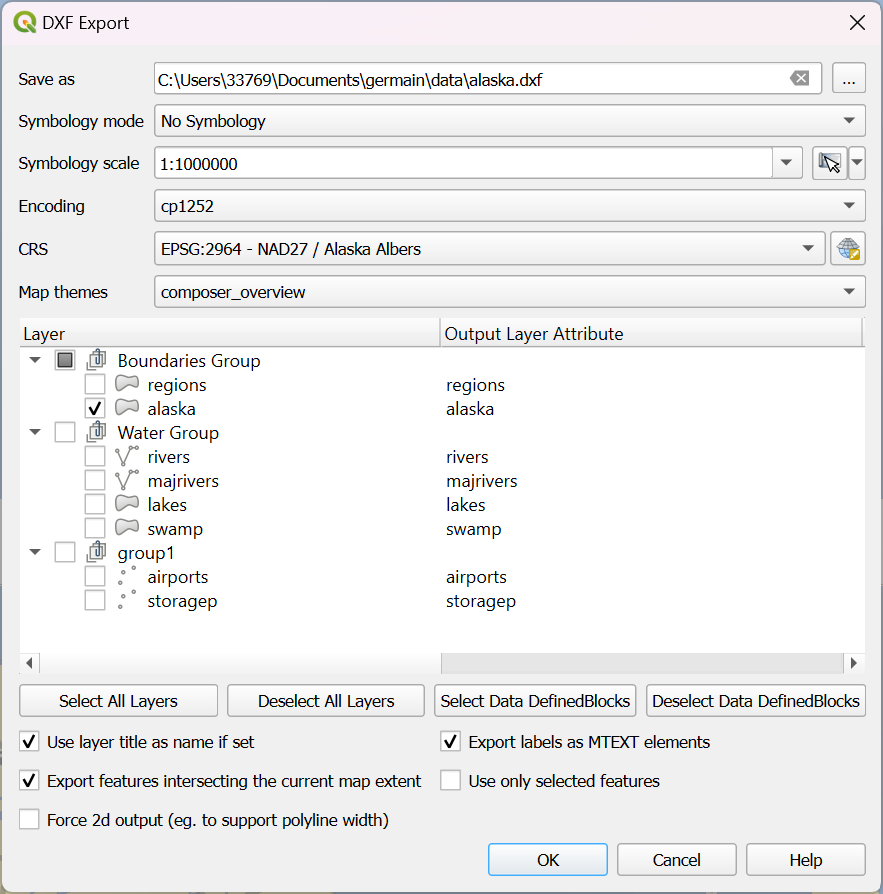 DXF Export
Save as C:\Users\33769\Documents\germain\data\alaska.dxf ...
Symbology mode No Symbology
Symbology scale 1:1000000
Encoding cp1252
CRS EPSG:2964 - NAD27 / Alaska Albers
Map themes composer_overview
Layer Output Layer Attribute
Boundaries Group
regions regions
alaska alaska
Water Group
rivers rivers
majrivers majrivers
lakes lakes
swamp swamp
group1
airports airports
storagep storagep
Select All Layers Deselect All Layers Select Data DefinedBlocks Deselect Data DefinedBlocks
Use layer title as name if set Export labels as MTEXT elements
Export features intersecting the current map extent Use only selected features
Force 2d output (eg. to support polyline width)
OK Cancel Help